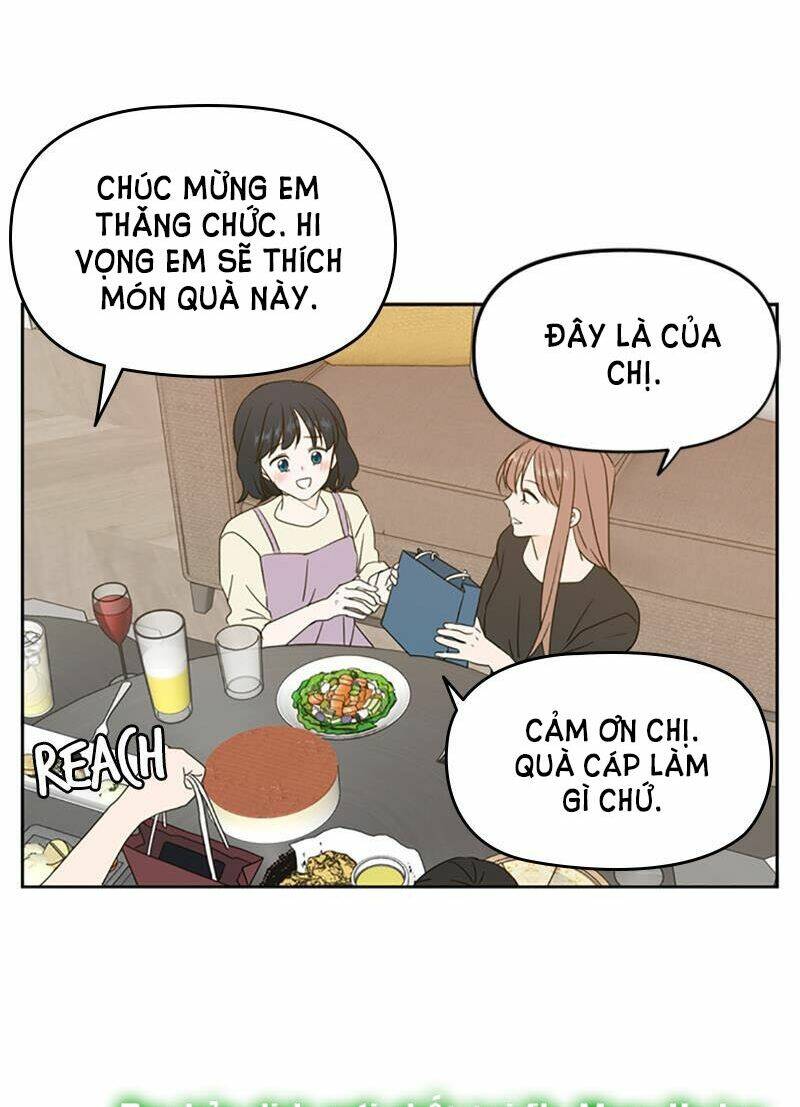 CHÚC MỪNG EM
THĂNG CHỨC. HI
VỌNG EM SẼ THÍCH
MÓN QUÀ NÀY.
ĐÂY LÀ CỦA
CHỊ.
REACH
CẢM ƠN CHỊ.
QUÀ CÁP LÀM
GÌ CHỨ.